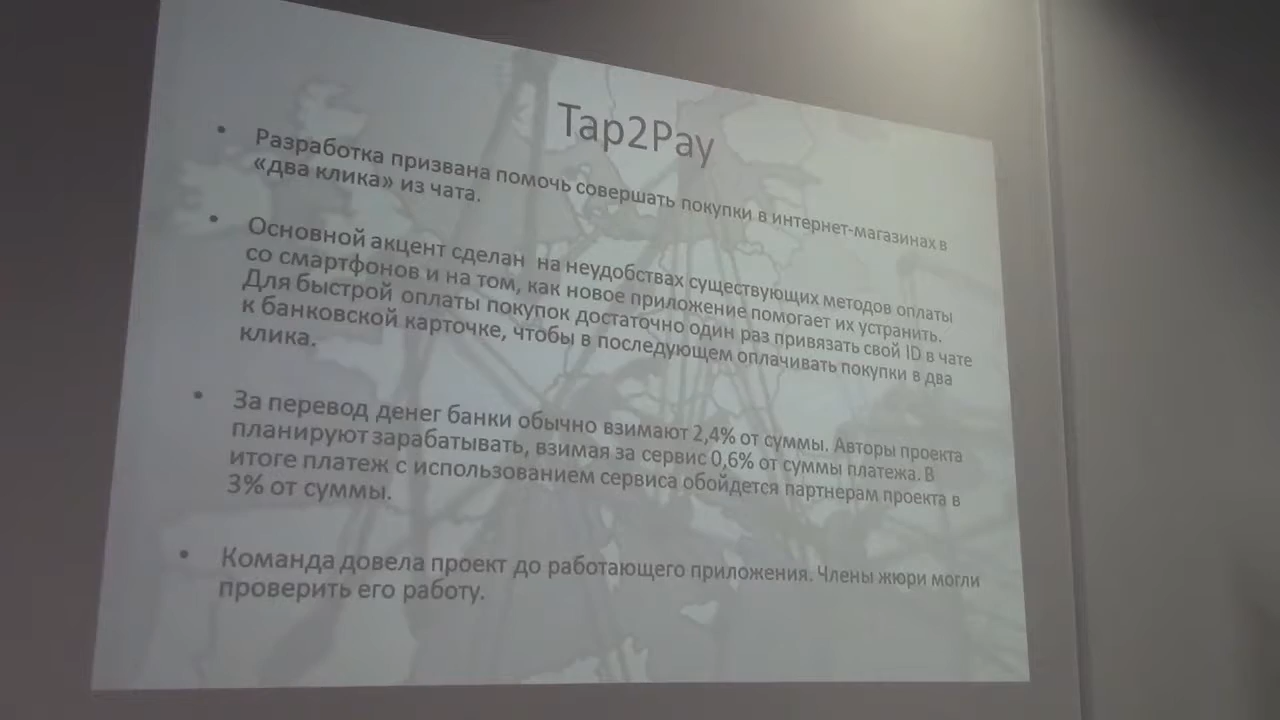 Tap2Pay
• Разработка призвана помочь совершать покупки в интернет-магазинах в
«два клика» из чата.
• Основной акцент сделан на неудобствах существующих методов оплаты
со смартфонов и на том, как новое приложение помогает их устранить.
Для быстрой оплаты покупок достаточно один раз привязать свой ID в чате
к банковской карточке, чтобы в последующем оплачивать покупки в два
клика.
• За перевод денег банки обычно взимают 2,4% от суммы. Авторы проекта
планируют зарабатывать, взимая за сервис 0,6% от суммы платежа. В
итоге платеж с использованием сервиса обойдется партнерам проекта в
3% от суммы.
• Команда довела проект до работающего приложения. Члены жюри могли
проверить его работу.